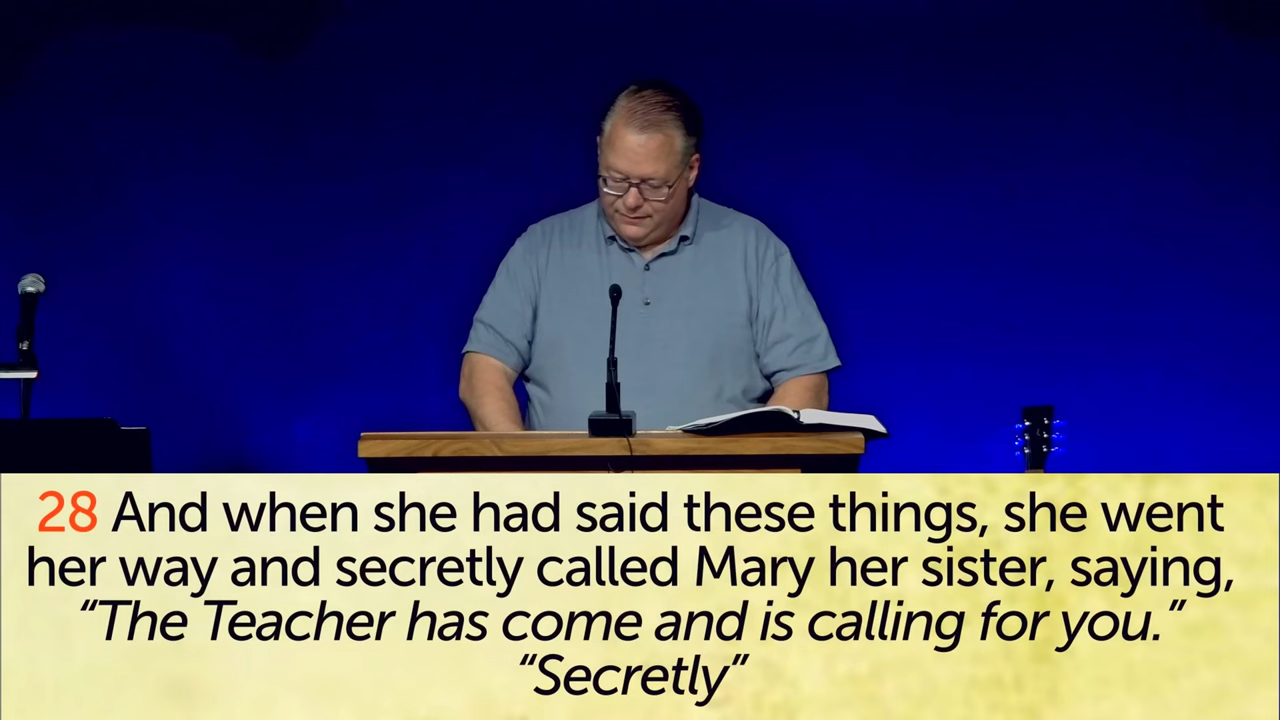 28 And when she had said these things, she went
her way and secretly called Mary her sister, saying,
“The Teacher has come and is calling for you.”
“Secretly”